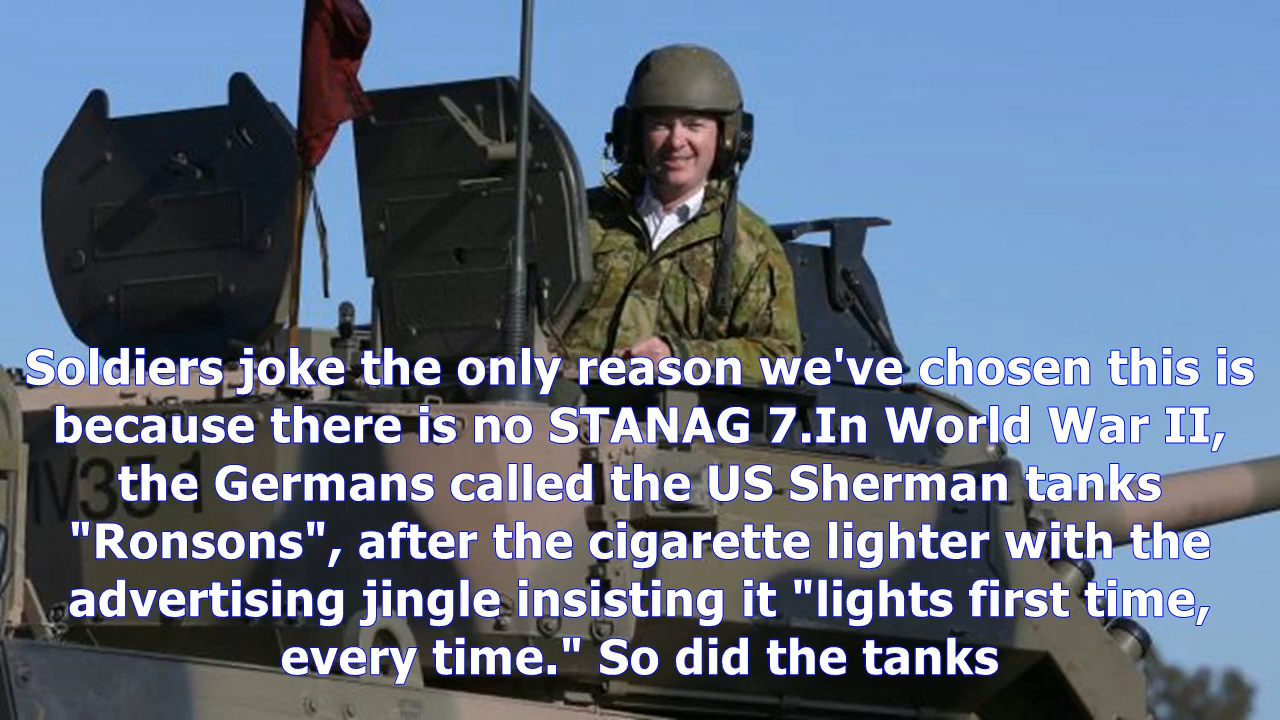 Soldiers joke the only reason we've chosen this is
because there is no STANAG 7.In World War II,
the Germans called the US Sherman tanks
"Ronsons", after the cigarette lighter with the
advertising jingle insisting it "lights first time,
every time." So did the tanks